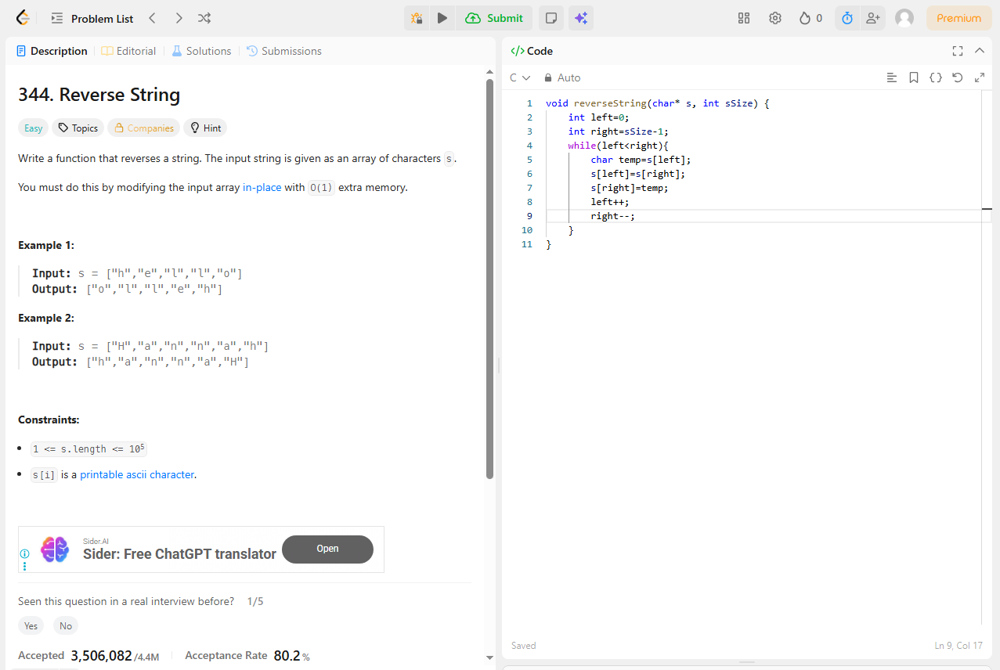 Problem List
Submit
0
Premium
Description
Editorial
Solutions
Submissions
344. Reverse String
Easy
Topics
Companies
Hint
Write a function that reverses a string. The input string is given as an array of characters s.
You must do this by modifying the input array in-place with O(1) extra memory.
Example 1:
Input: s = ["h","e","l","l","o"]
Output: ["o","l","l","e","h"]
Example 2:
Input: s = ["H","a","n","n","a","h"]
Output: ["h","a","n","n","a","H"]
Constraints:
1 <= s.length <= 10⁵
s[i] is a printable ascii character.
Sider.AI
Sider: Free ChatGPT translator
Open
Seen this question in a real interview before? 1/5
Yes
No
Accepted 3,506,082/4.4M
Acceptance Rate 80.2%
</> Code
C
Auto
1 void reverseString(char* s, int sSize) {
2     int left=0;
3     int right=sSize-1;
4     while(left<right){
5         char temp=s[left];
6         s[left]=s[right];
7         s[right]=temp;
8         left++;
9         right--;
10     }
11 }
Saved
Ln 9, Col 17